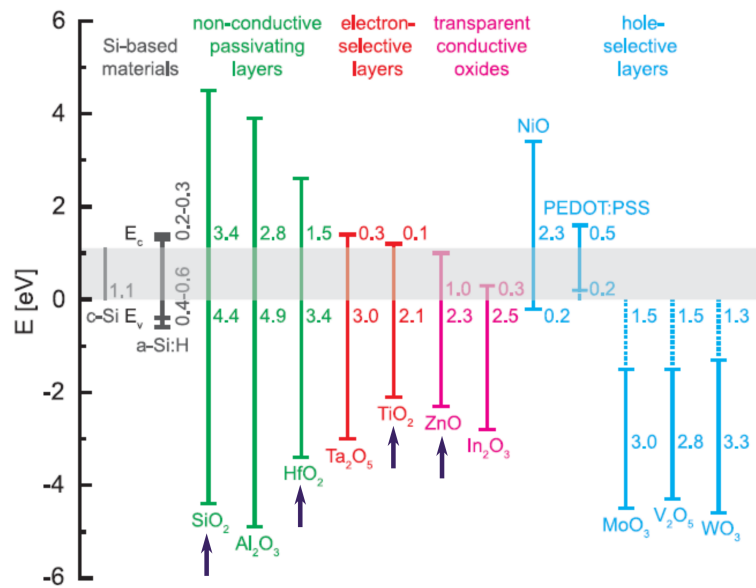 6
4
2
0
-2
-4
-6
E [eV]
Si-based
materials
non-conductive
passivating
layers
electron-
selective
layers
transparent
conductive
oxides
hole-
selective
layers
NiO
PEDOT:PSS
E_c
0.2-0.3
3.4
2.8
1.5
0.3
0.1
2.3
0.5
1.1
0.4-0.6
1.0
0.3
0.2
c-Si
E_v
a-Si:H
4.4
4.9
3.4
3.0
2.1
2.3
2.5
0.2
1.5
1.5
1.3
3.0
2.8
3.3
SiO₂
Al₂O₃
HfO₂
Ta₂O₅
TiO₂
ZnO
In₂O₃
MoO₃
V₂O₅
WO₃